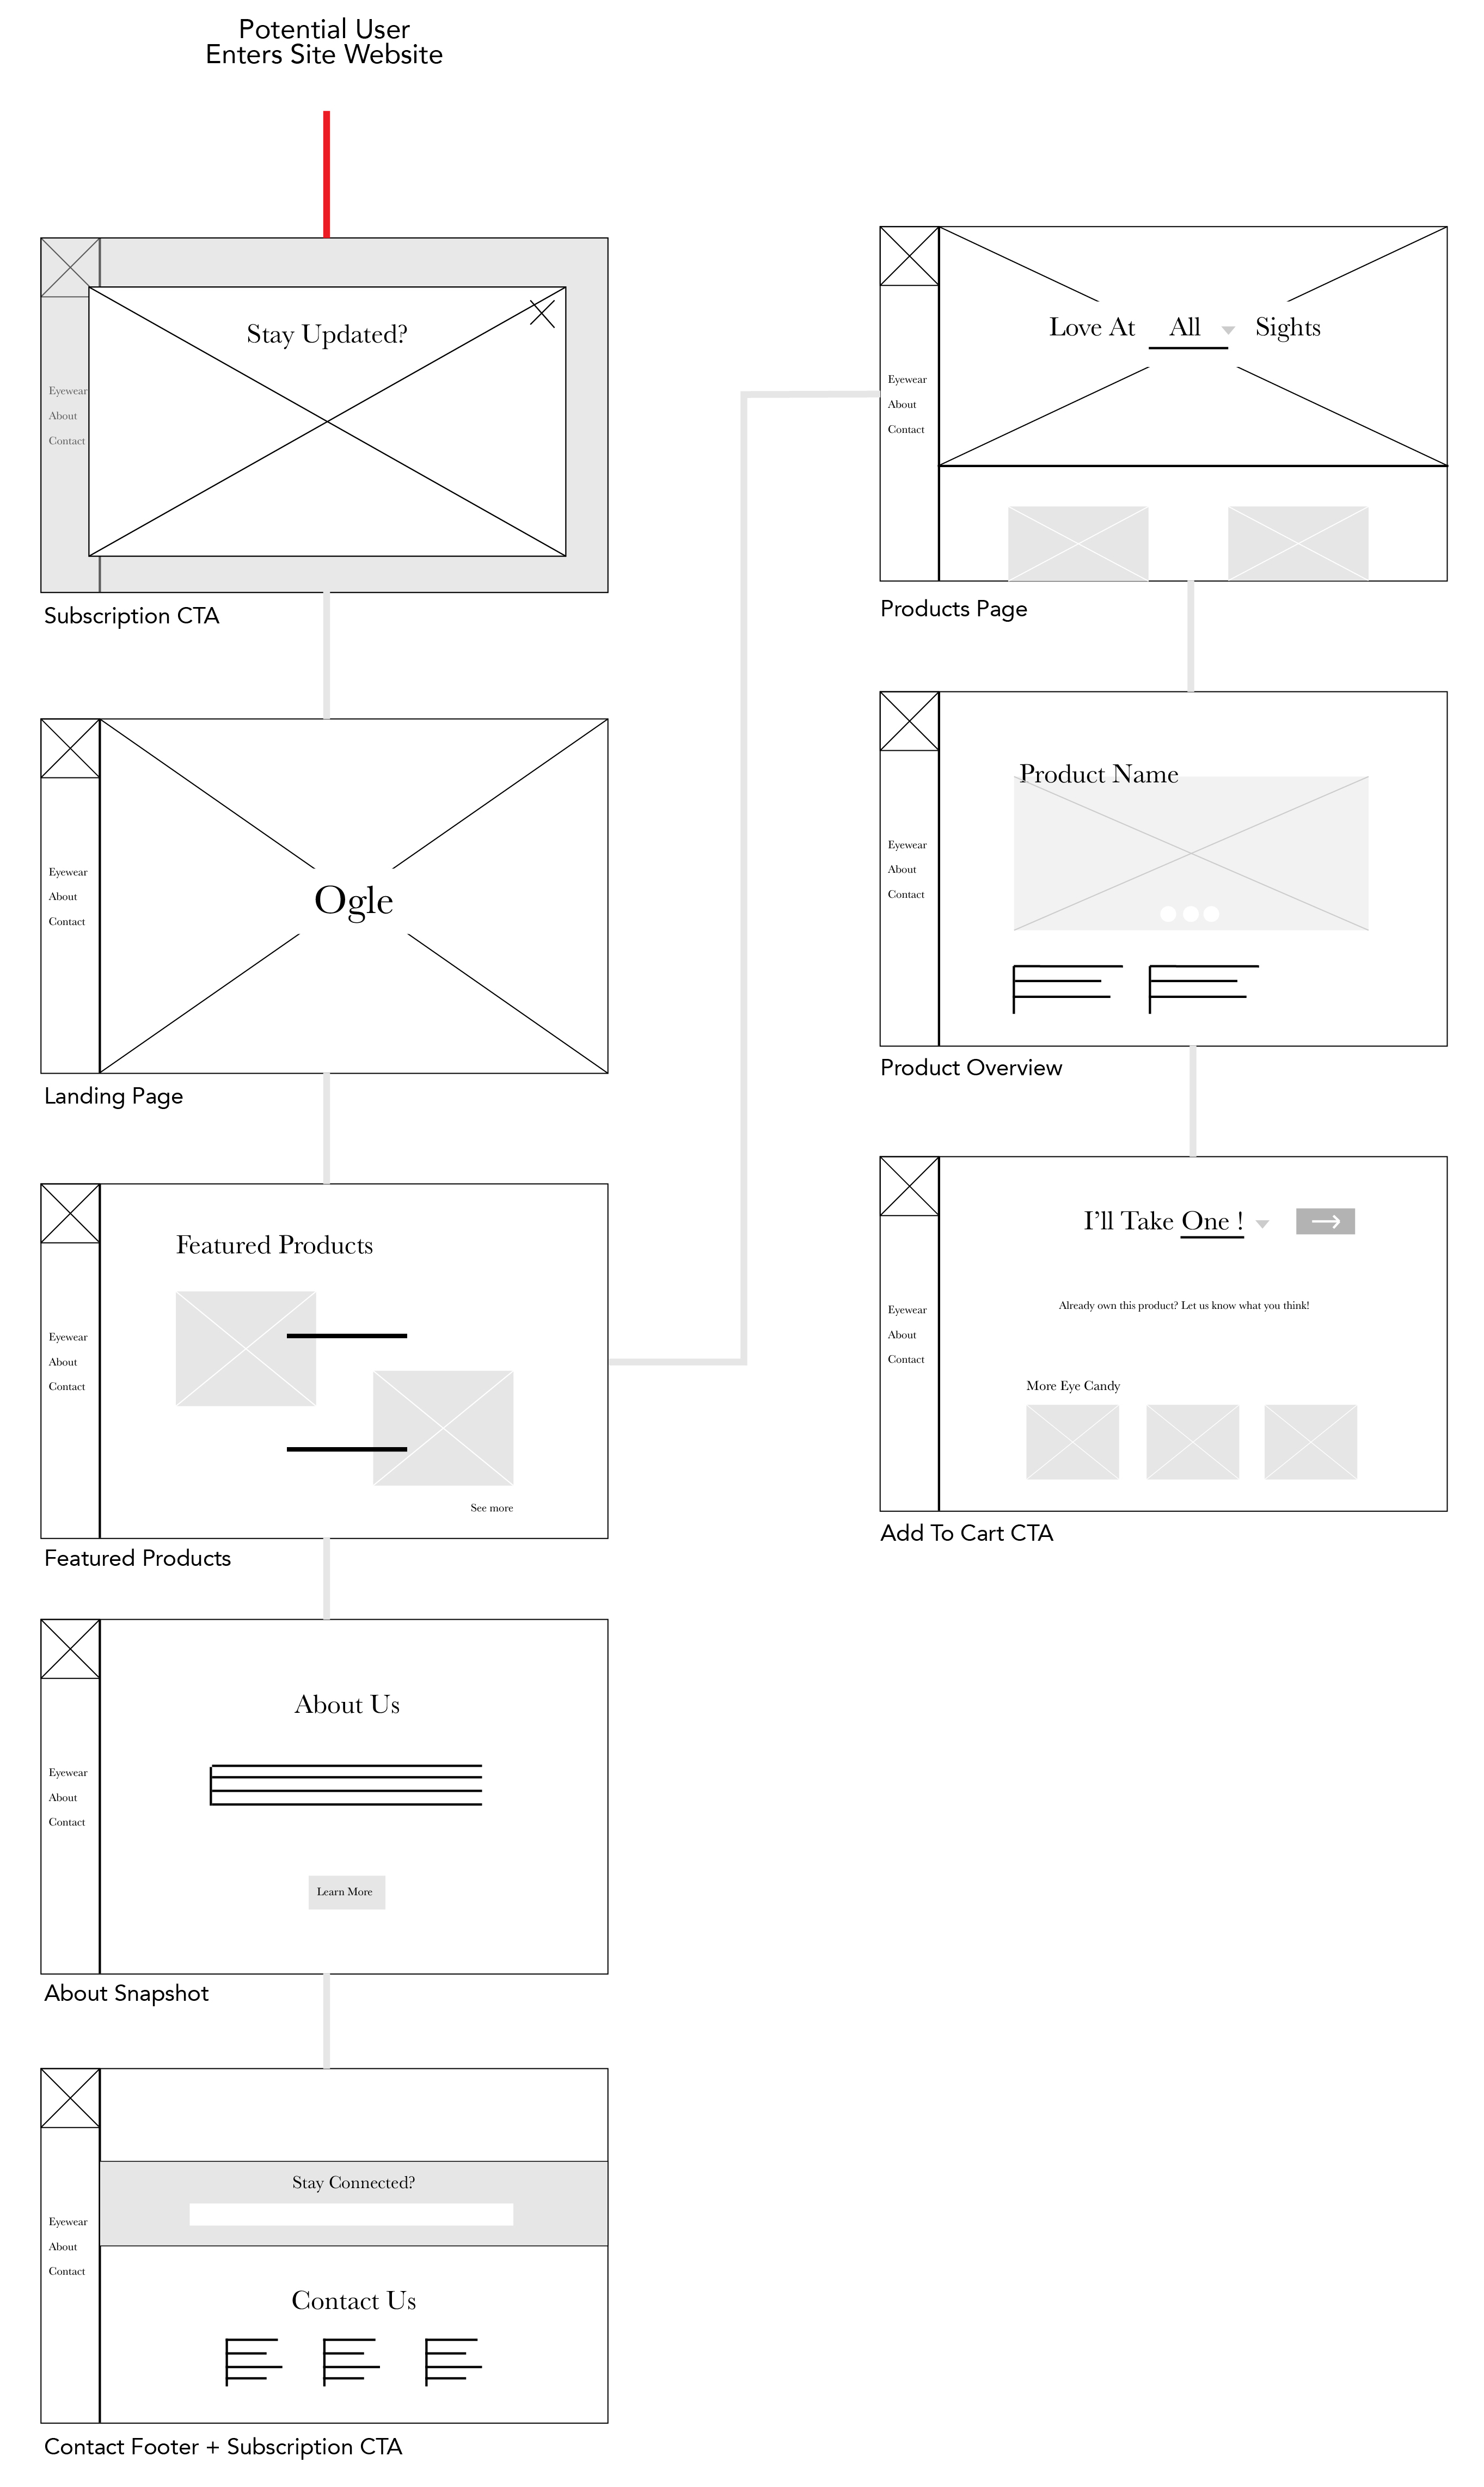 Potential User
Enters Site Website
Stay Updated?
Eyewear
About
Contact
Subscription CTA
Ogle
Eyewear
About
Contact
Landing Page
Featured Products
Eyewear
About
Contact
See more
Featured Products
About Us
Eyewear
About
Contact
Learn More
About Snapshot
Stay Connected?
Eyewear
About
Contact
Contact Us
Contact Footer + Subscription CTA
Love At All Sights
Eyewear
About
Contact
Products Page
Product Name
Eyewear
About
Contact
Product Overview
I’ll Take One !
Already own this product? Let us know what you think!
Eyewear
About
Contact
More Eye Candy
Add To Cart CTA